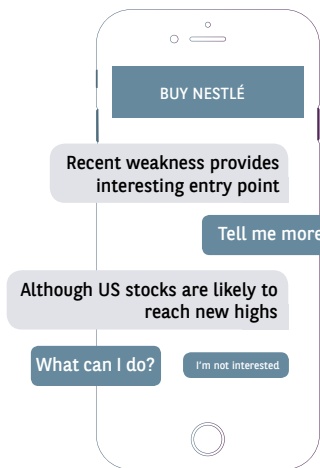 BUY NESTLÉ
Recent weakness provides
interesting entry point
Tell me more
Although US stocks are likely to
reach new highs
What can I do?
I'm not interested